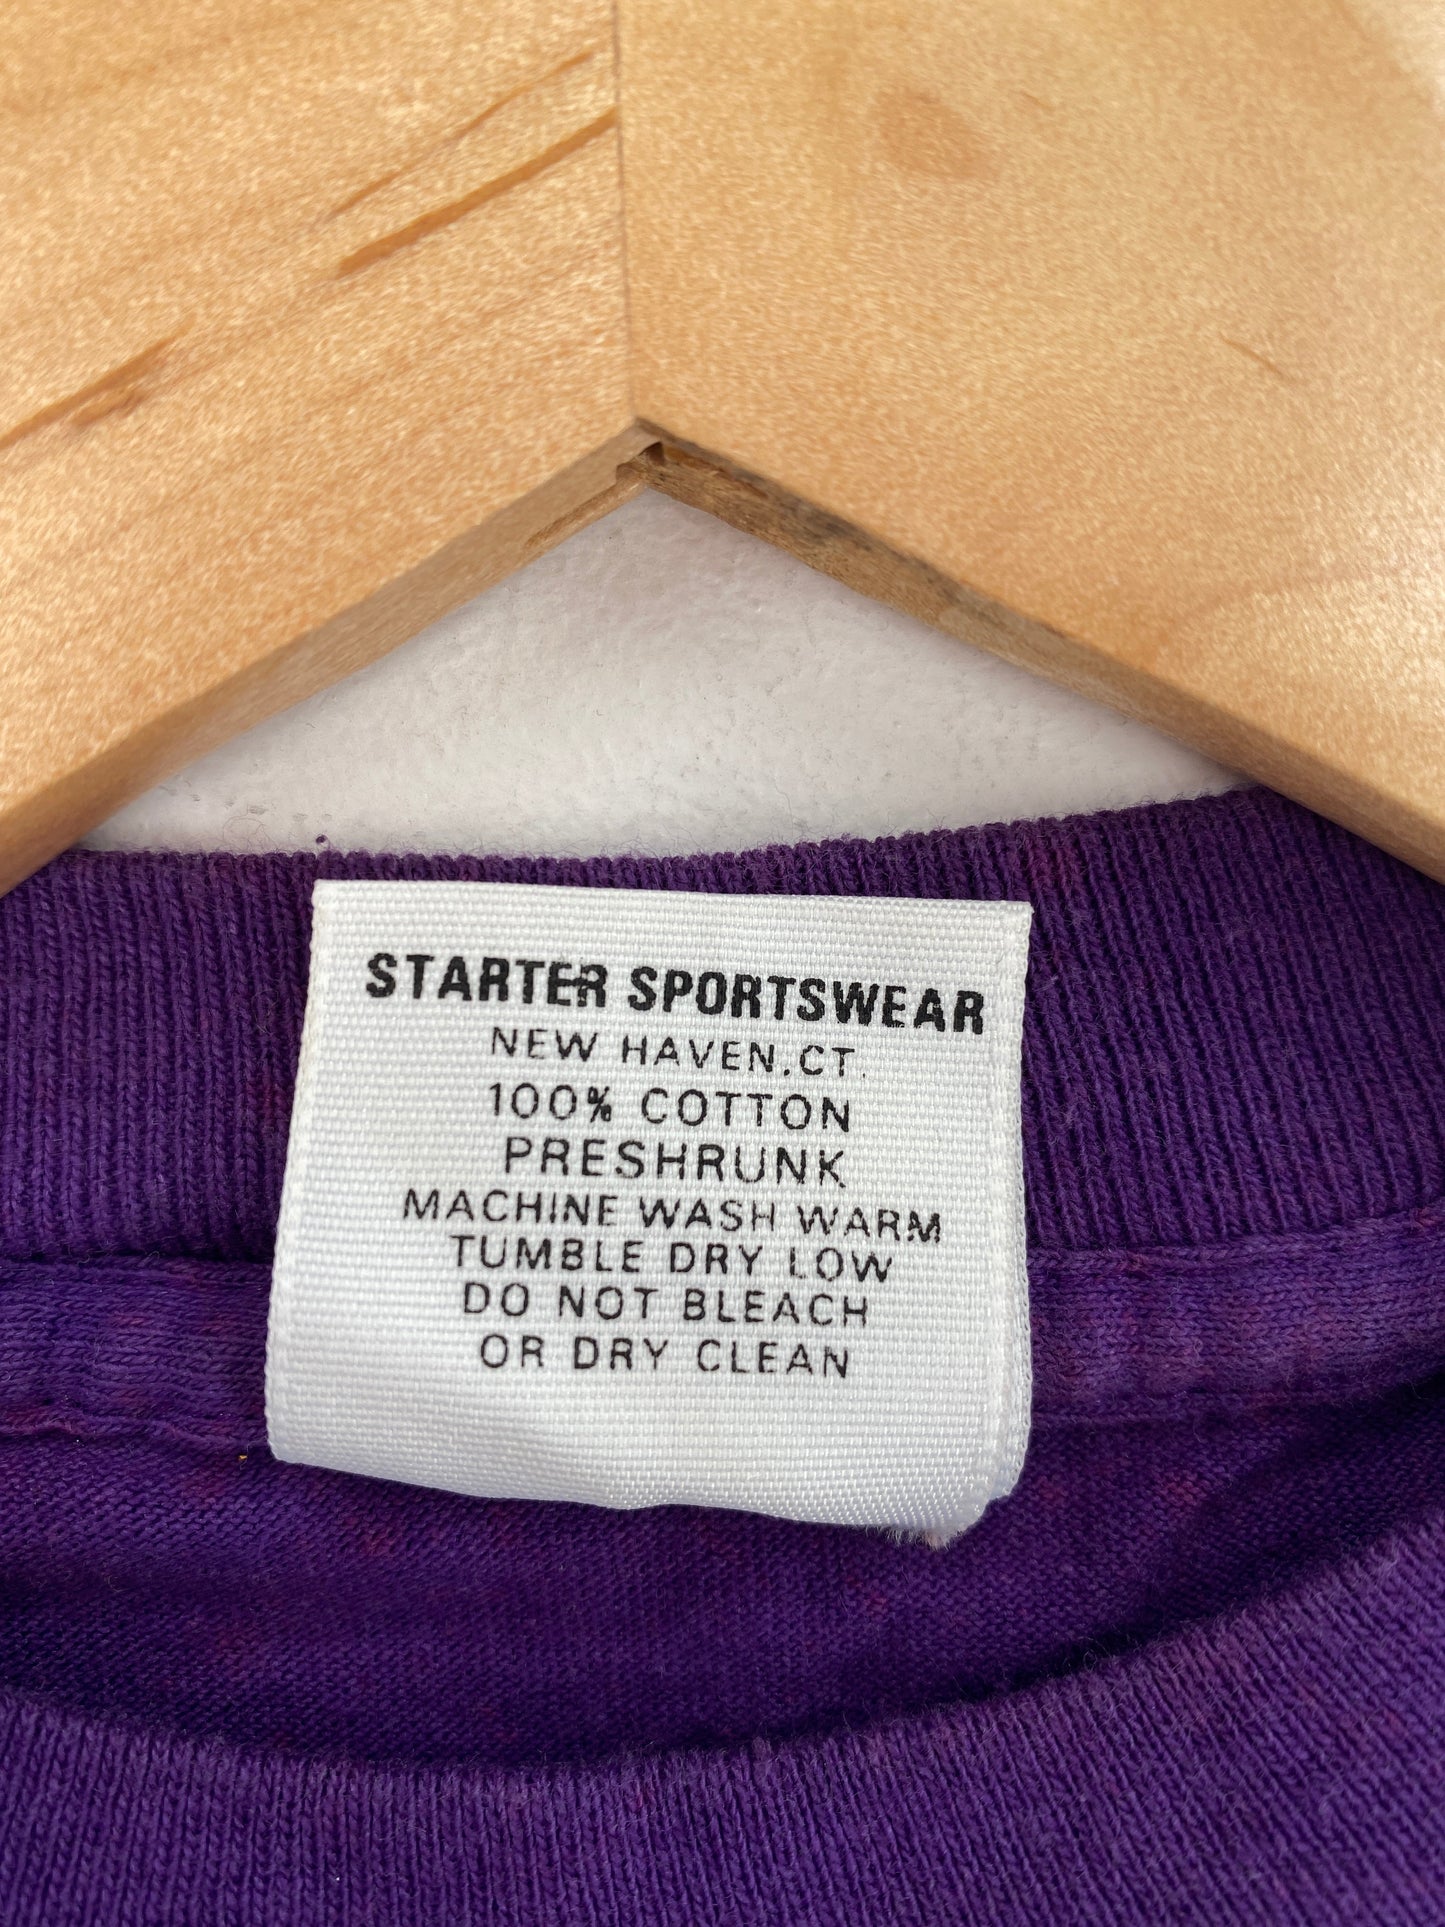 STARTER SPORTSWEAR
NEW HAVEN, CT.
100% COTTON
PRESHRUNK
MACHINE WASH WARM
TUMBLE DRY LOW
DO NOT BLEACH
OR DRY CLEAN